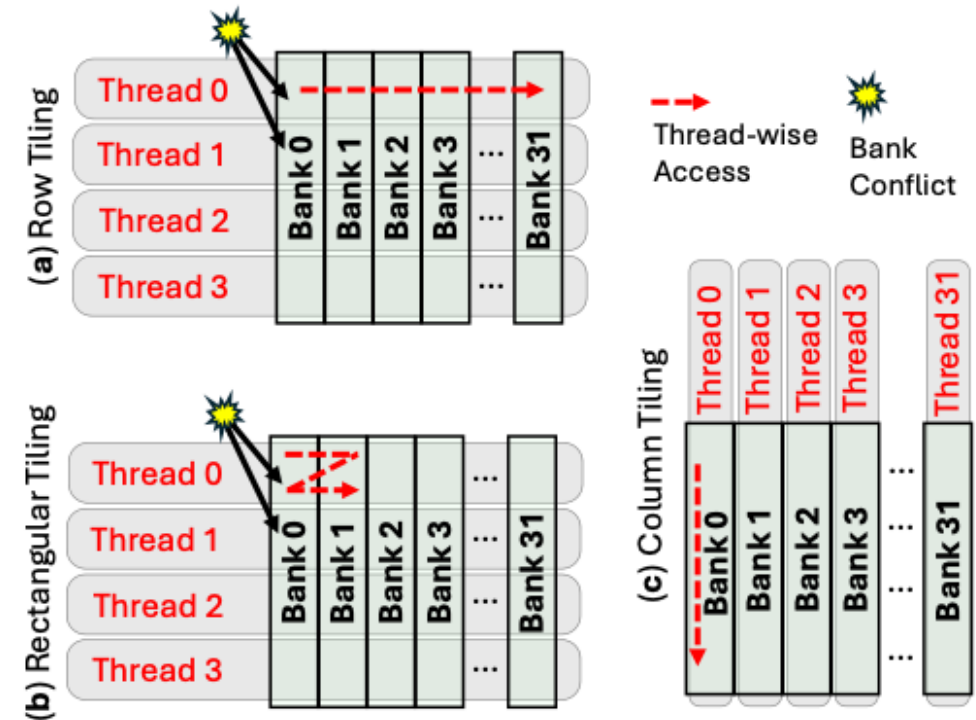 (a) Row Tiling
Thread 0
Thread 1
Thread 2
Thread 3
Bank 0
Bank 1
Bank 2
Bank 3
...
...
...
Bank 31
Thread-wise
Access
Bank
Conflict
(b) Rectangular Tiling
Thread 0
Thread 1
Thread 2
Thread 3
Bank 0
Bank 1
Bank 2
Bank 3
...
...
...
...
Bank 31
(c) Column Tiling
Thread 0
Thread 1
Thread 2
Thread 3
Thread 31
Bank 0
Bank 1
Bank 2
Bank 3
...
...
...
...
Bank 31